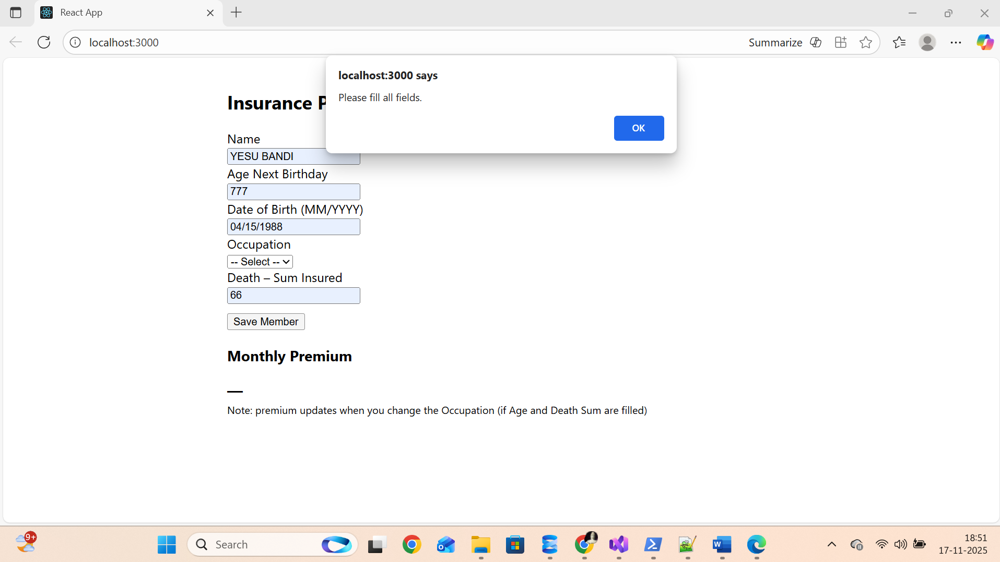 React App
localhost:3000
Summarize
localhost:3000 says
Please fill all fields.
OK
Insurance P
Name
YESU BANDI
Age Next Birthday
777
Date of Birth (MM/YYYY)
04/15/1988
Occupation
-- Select --
Death – Sum Insured
66
Save Member
Monthly Premium
—
Note: premium updates when you change the Occupation (if Age and Death Sum are filled)
9+
Search
18:51
17-11-2025